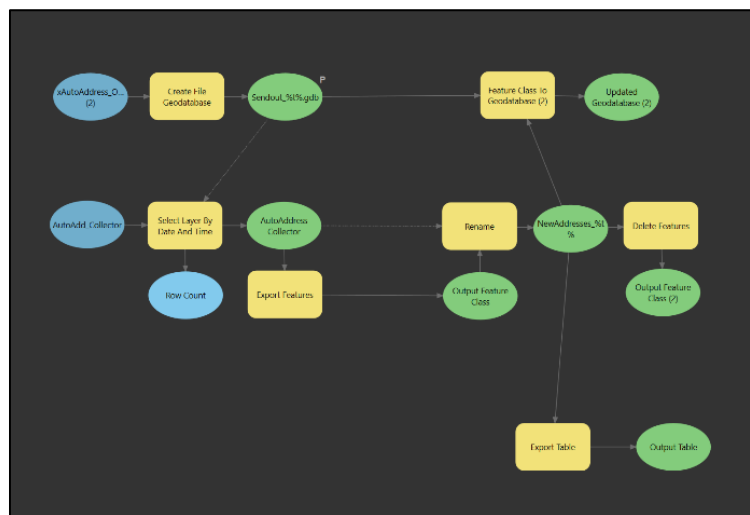 P
xAutoAddress_O...
(2)
Create File
Geodatabase
Sendout_%t%.gdb
Feature Class To
Geodatabase (2)
Updated
Geodatabase (2)
AutoAdd_Collector
Select Layer By
Date And Time
AutoAddress
Collector
Rename
NewAddresses_%t
%
Delete Features
Row Count
Export Features
Output Feature
Class
Output Feature
Class (2)
Export Table
Output Table